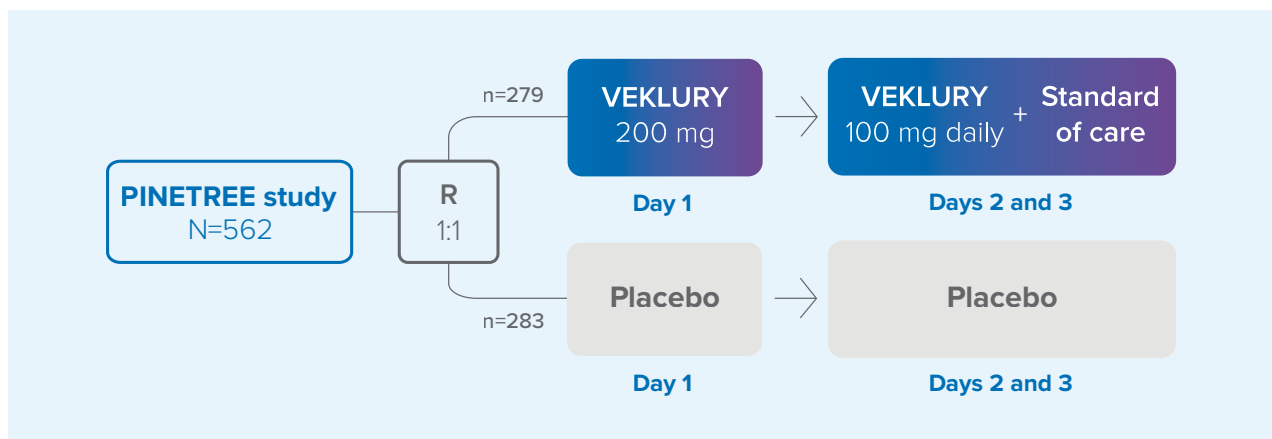 PINETREE study
N=562
R
1:1
n=279
VEKLURY
200 mg
Day 1
VEKLURY
100 mg daily
+
Standard
of care
Days 2 and 3
n=283
Placebo
Day 1
Placebo
Days 2 and 3